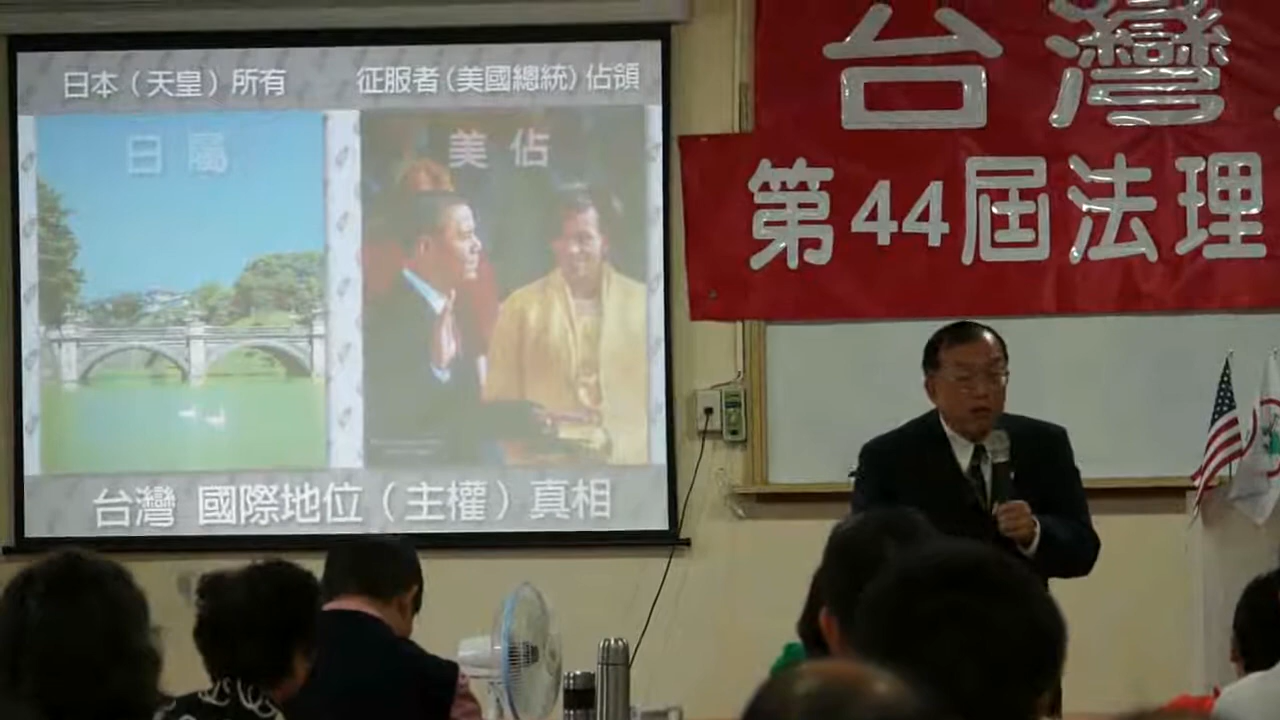 日本（天皇）所有
征服者（美國總統）佔領
日屬
美佔
台灣 國際地位（主權）真相
台灣
第44屆法理